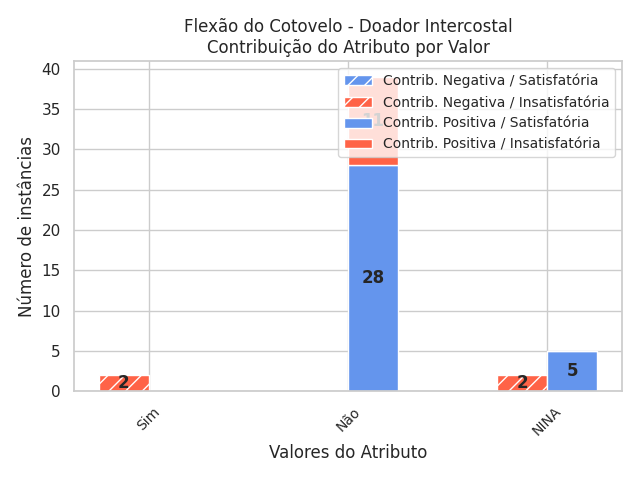 Flexão do Cotovelo - Doador Intercostal
Contribuição do Atributo por Valor
Contrib. Negativa / Satisfatória
Contrib. Negativa / Insatisfatória
Contrib. Positiva / Satisfatória
Contrib. Positiva / Insatisfatória
Número de instâncias
40
35
30
25
20
15
10
5
0
2
11
28
2
5
Sim
Não
NINA
Valores do Atributo